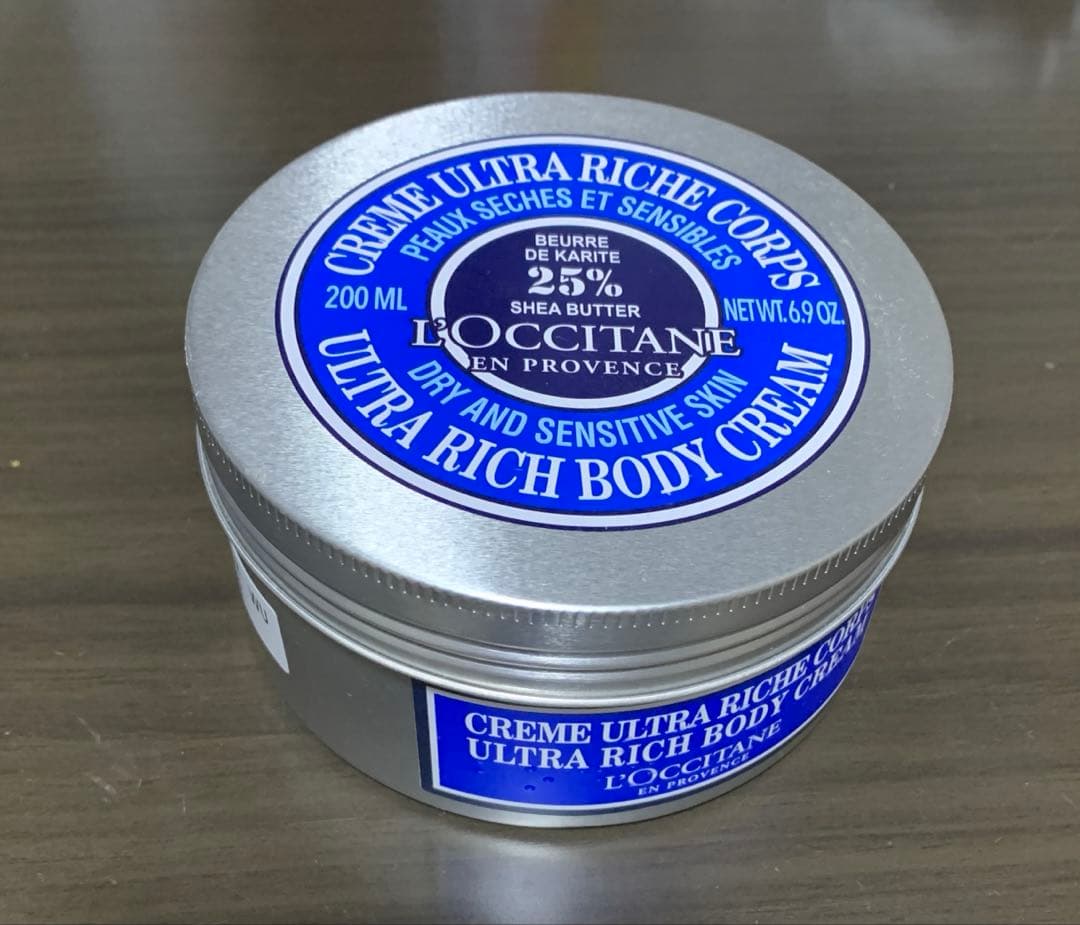 CREME ULTRA RICHE CORPS
PEAUX SECHES ET SENSIBLES
BEURRE
DE KARITE
25%
SHEA BUTTER
200 ML
NET WT. 6.9 OZ.
L'OCCITANE
EN PROVENCE
DRY AND SENSITIVE SKIN
ULTRA RICH BODY CREAM
CREME ULTRA RICHE CORPS
ULTRA RICH BODY CREAM
L'OCCITANE
EN PROVENCE